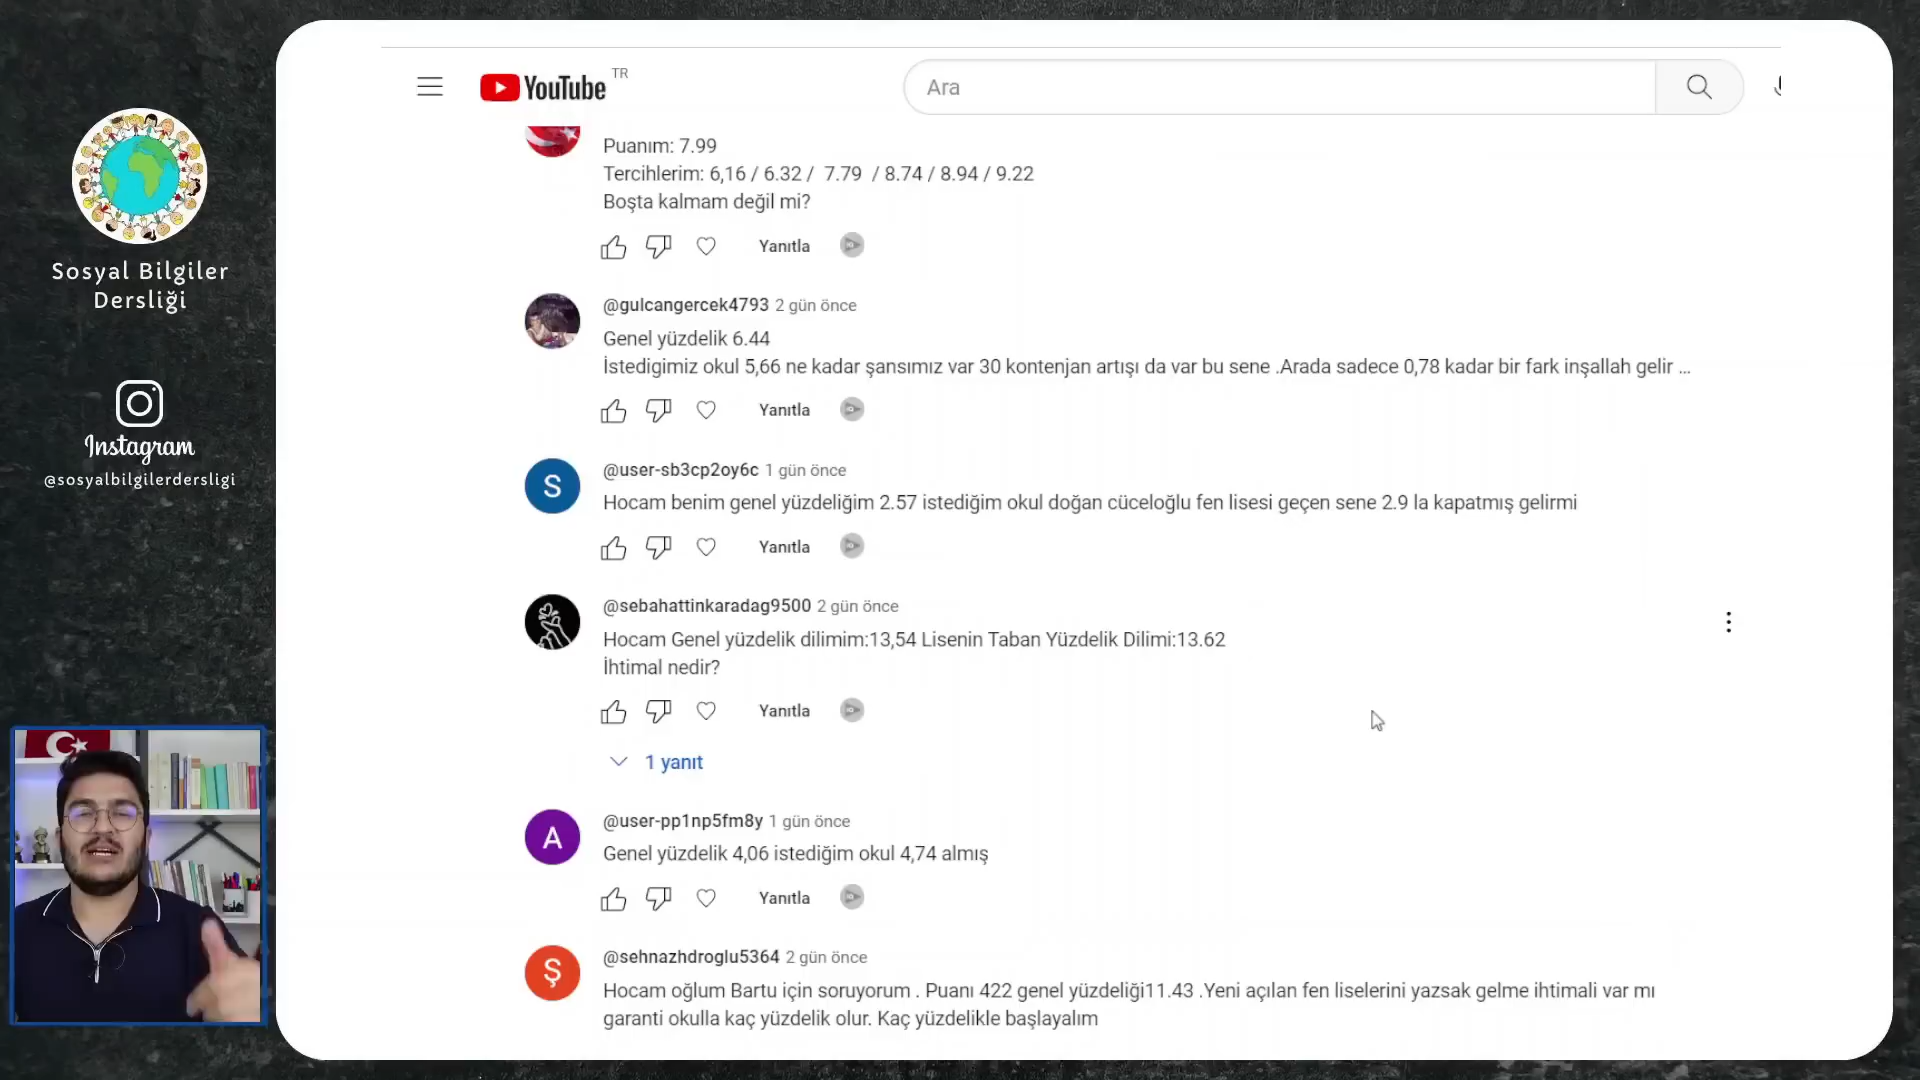 Sosyal Bilgiler
Dersliği
Instagram
@sosyalbilgilerdersligi
YouTube TR
Ara
Puanım: 7.99
Tercihlerim: 6,16 / 6.32 / 7.79 / 8.74 / 8.94 / 9.22
Boşta kalmam değil mi?
Yanıtla
@gulcangercek4793 2 gün önce
Genel yüzdelik 6.44
İstedigimiz okul 5,66 ne kadar şansımız var 30 kontenjan artışı da var bu sene .Arada sadece 0,78 kadar bir fark inşallah gelir ...
Yanıtla
S
@user-sb3cp2oy6c 1 gün önce
Hocam benim genel yüzdeliğim 2.57 istediğim okul doğan cüceloğlu fen lisesi geçen sene 2.9 la kapatmış gelirmi
Yanıtla
@sebahattinkaradag9500 2 gün önce
Hocam Genel yüzdelik dilimim:13,54 Lisenin Taban Yüzdelik Dilimi:13.62
İhtimal nedir?
Yanıtla
1 yanıt
A
@user-pp1np5fm8y 1 gün önce
Genel yüzdelik 4,06 istediğim okul 4,74 almış
Yanıtla
Ş
@sehnazhdroglu5364 2 gün önce
Hocam oğlum Bartu için soruyorum . Puanı 422 genel yüzdeliği11.43 .Yeni açılan fen liselerini yazsak gelme ihtimali var mı
garanti okulla kaç yüzdelik olur. Kaç yüzdelikle başlayalım